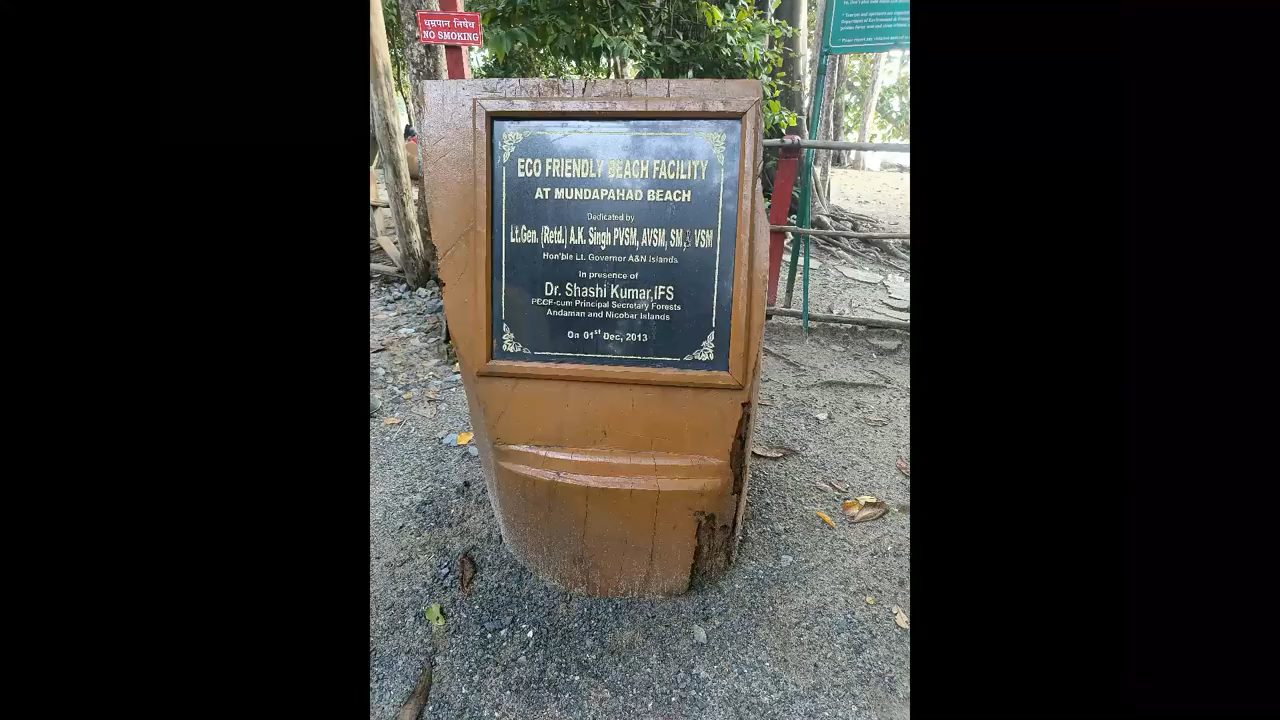 धूम्रपान निषेध
NO SMOKING
ECO FRIENDLY BEACH FACILITY
AT MUNDAPAHAD BEACH
Dedicated by
Lt.Gen. (Retd.) A.K. Singh PVSM, AVSM, SM, VSM
Hon'ble Lt. Governor A&N Islands
In presence of
Dr. Shashi Kumar,IFS
PCCF-cum Principal Secretary Forests
Andaman and Nicobar Islands
On 01st Dec, 2013